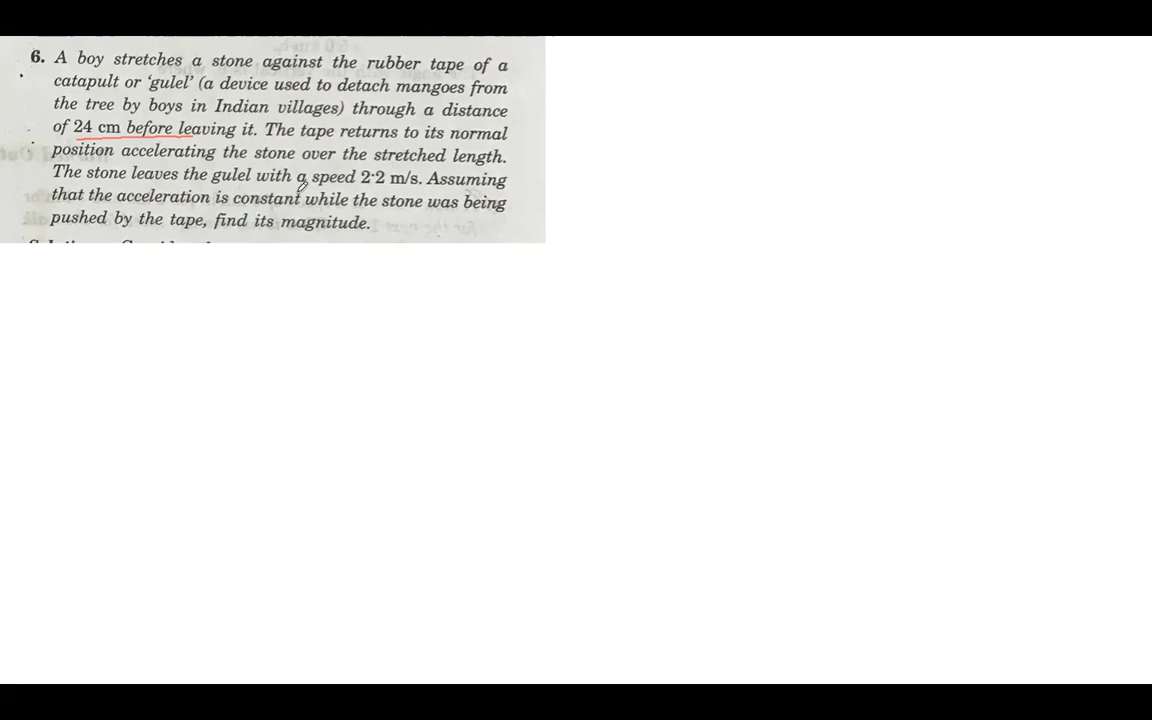 6. A boy stretches a stone against the rubber tape of a
catapult or ‘gulel’ (a device used to detach mangoes from
the tree by boys in Indian villages) through a distance
of 24 cm before leaving it. The tape returns to its normal
position accelerating the stone over the stretched length.
The stone leaves the gulel with a speed 2·2 m/s. Assuming
that the acceleration is constant while the stone was being
pushed by the tape, find its magnitude.